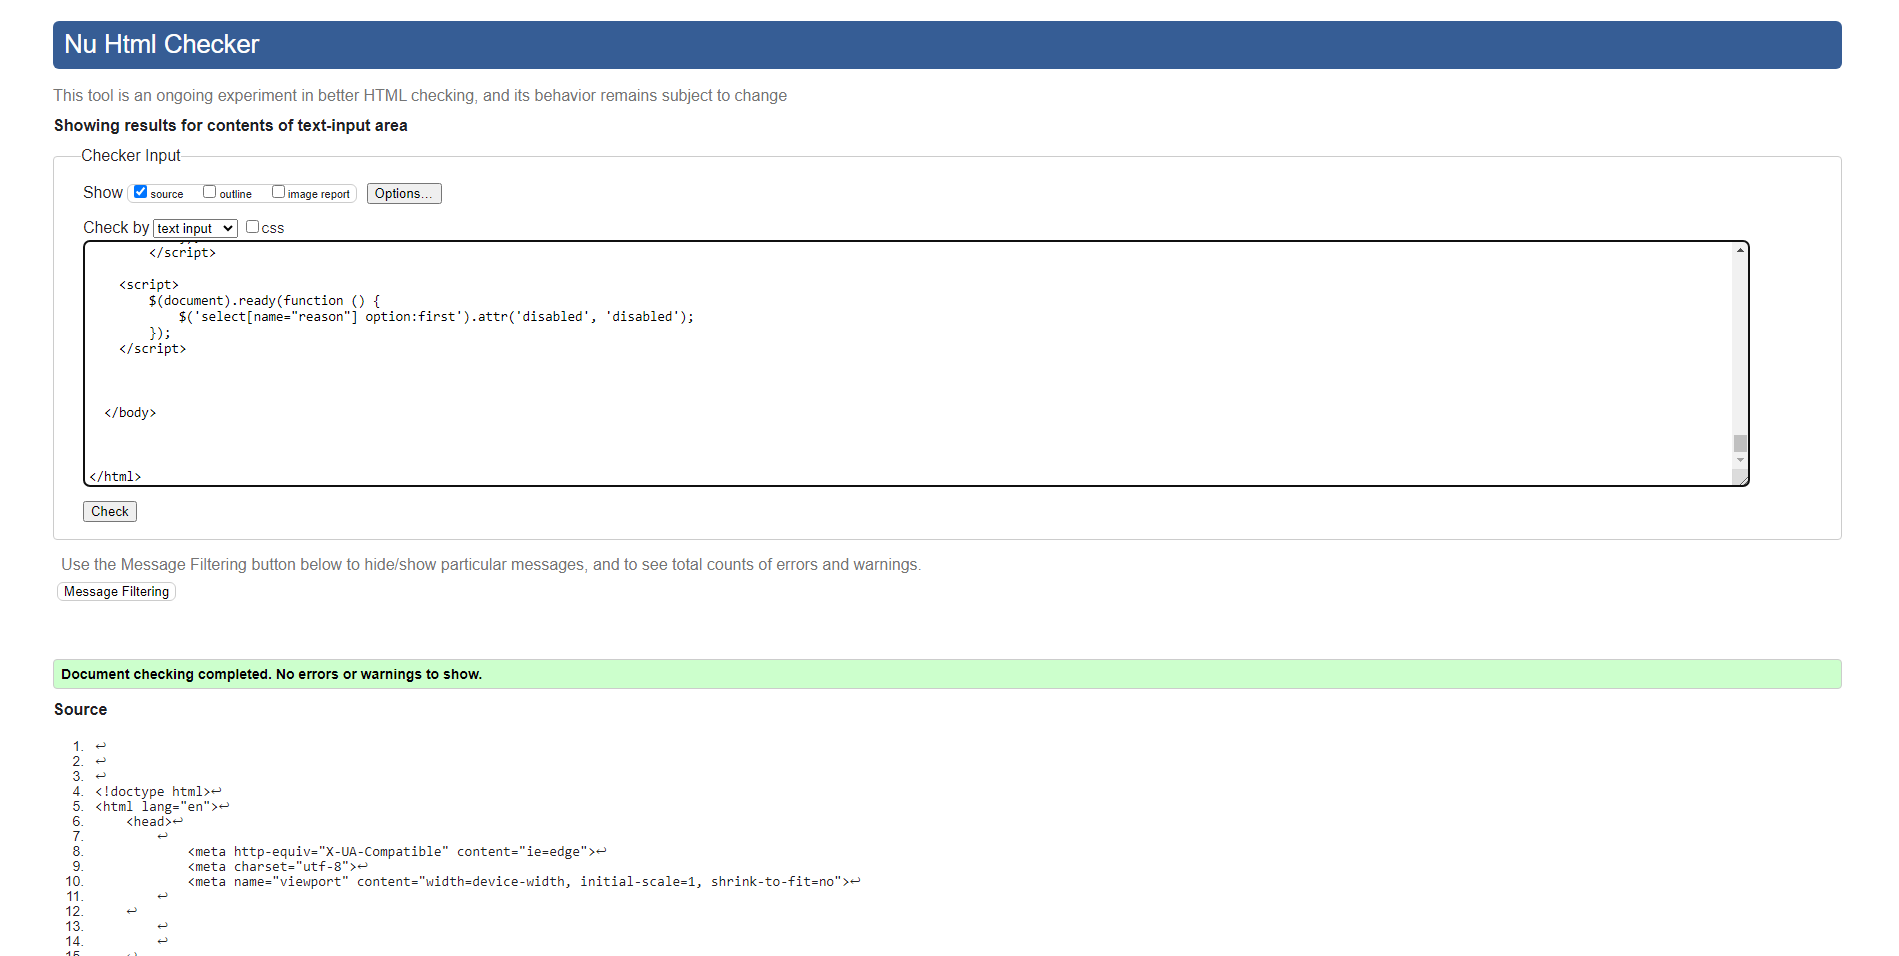 Nu Html Checker
This tool is an ongoing experiment in better HTML checking, and its behavior remains subject to change
Showing results for contents of text-input area
Checker Input
Show source outline image report Options...
Check by text input css
</script>
<script>
$(document).ready(function () {
$('select[name="reason"] option:first').attr('disabled', 'disabled');
});
</script>
</body>
</html>
Check
Use the Message Filtering button below to hide/show particular messages, and to see total counts of errors and warnings.
Message Filtering
Document checking completed. No errors or warnings to show.
Source
1. ↩
2. ↩
3. ↩
4. <!doctype html>↩
5. <html lang="en">↩
6. <head>↩
7. ↩
8. <meta http-equiv="X-UA-Compatible" content="ie=edge">↩
9. <meta charset="utf-8">↩
10. <meta name="viewport" content="width=device-width, initial-scale=1, shrink-to-fit=no">↩
11. ↩
12. ↩
13. ↩
14. ↩
15. ↩